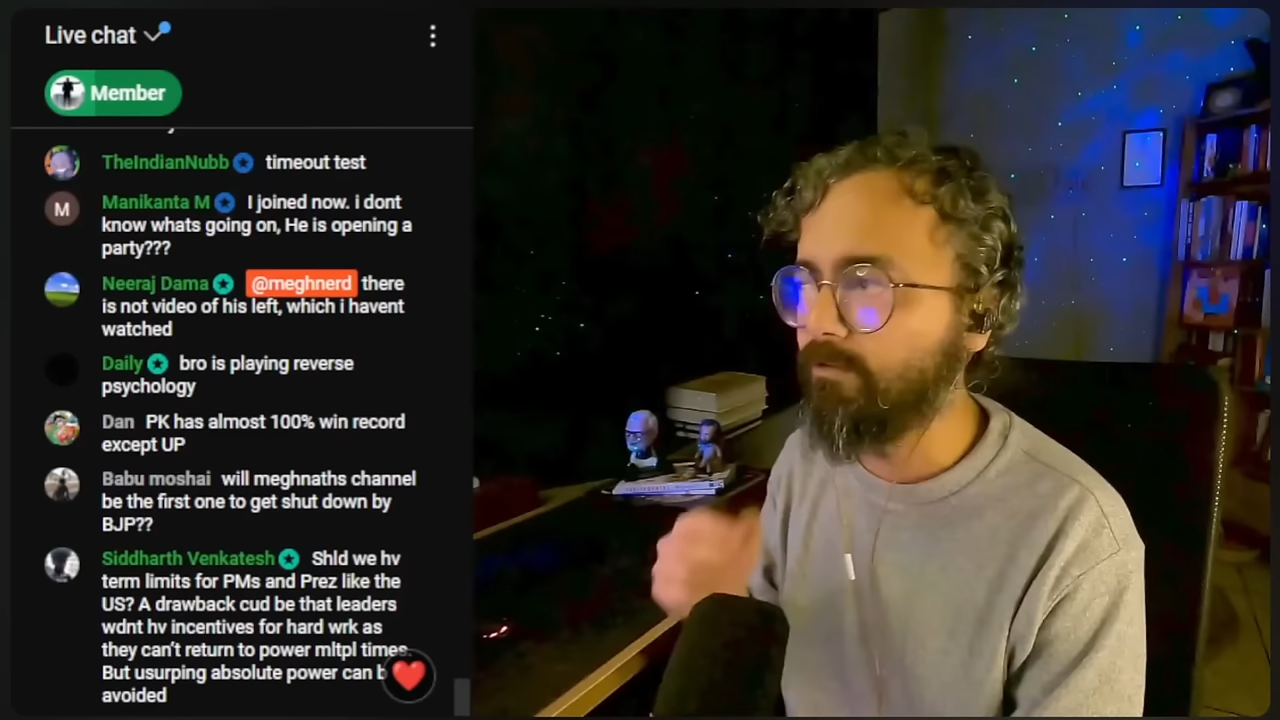 Live chat
Member
TheIndianNubb timeout test
M
Manikanta M I joined now. i dont
know whats going on, He is opening a
party???
Neeraj Dama @meghnerd there
is not video of his left, which i havent
watched
Daily bro is playing reverse
psychology
Dan PK has almost 100% win record
except UP
Babu moshai will meghnaths channel
be the first one to get shut down by
BJP??
Siddharth Venkatesh Shld we hv
term limits for PMs and Prez like the
US? A drawback cud be that leaders
wdnt hv incentives for hard wrk as
they can't return to power mltpl times.
But usurping absolute power can b
avoided